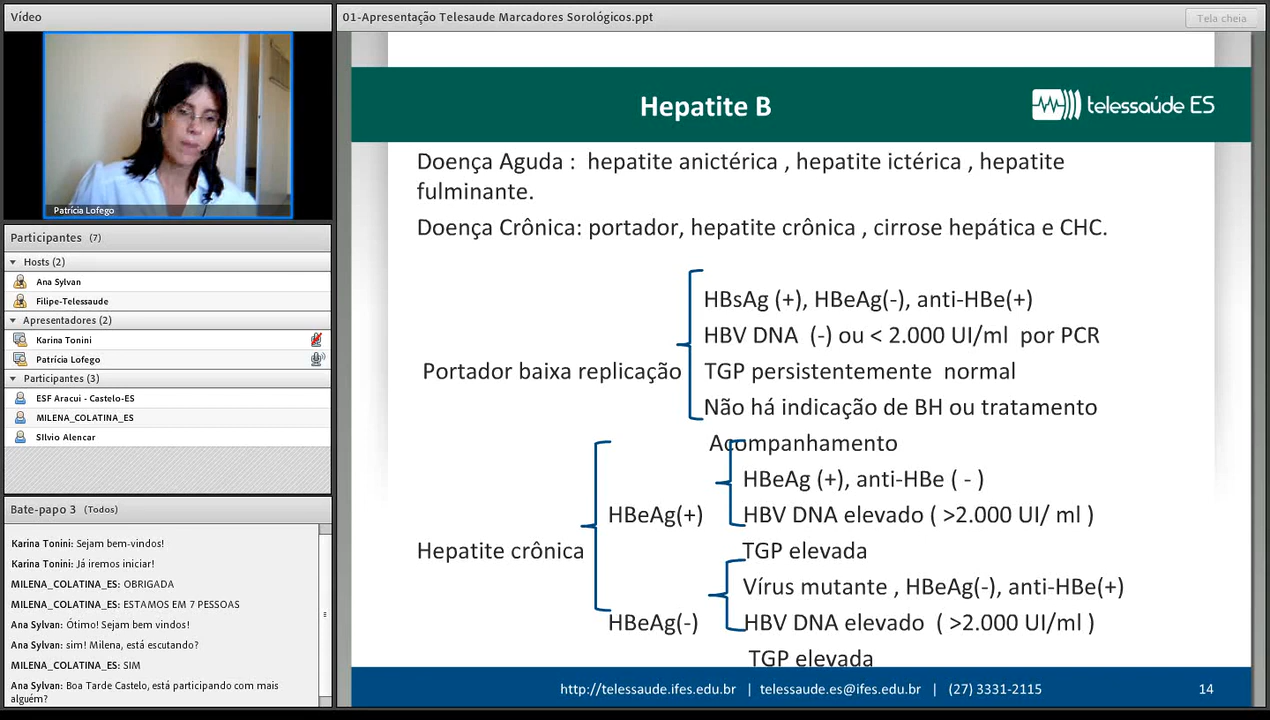 Vídeo
Patrícia Lofego
Participantes (7)
Hosts (2)
Ana Sylvan
Filipe-Telessaude
Apresentadores (2)
Karina Tonini
Patrícia Lofego
Participantes (3)
ESF Aracui - Castelo-ES
MILENA_COLATINA_ES
SIlvio Alencar
Bate-papo 3 (Todos)
Karina Tonini: Sejam bem-vindos!
Karina Tonini: Já iremos iniciar!
MILENA_COLATINA_ES: OBRIGADA
MILENA_COLATINA_ES: ESTAMOS EM 7 PESSOAS
Ana Sylvan: Ótimo! Sejam bem vindos!
Ana Sylvan: sim! Milena, está escutando?
MILENA_COLATINA_ES: SIM
Ana Sylvan: Boa Tarde Castelo, está participando com mais
alguém?
01-Apresentação Telesaude Marcadores Sorológicos.ppt
Tela cheia
Hepatite B
telessaúde ES
Doença Aguda : hepatite anictérica , hepatite ictérica , hepatite
fulminante.
Doença Crônica: portador, hepatite crônica , cirrose hepática e CHC.
HBsAg (+), HBeAg(-), anti-HBe(+)
HBV DNA (-) ou < 2.000 UI/ml por PCR
Portador baixa replicação
TGP persistentemente normal
Não há indicação de BH ou tratamento
Acompanhamento
HBeAg (+), anti-HBe ( - )
HBeAg(+)
HBV DNA elevado ( >2.000 UI/ ml )
Hepatite crônica
TGP elevada
Vírus mutante , HBeAg(-), anti-HBe(+)
HBeAg(-)
HBV DNA elevado ( >2.000 UI/ml )
TGP elevada
http://telessaude.ifes.edu.br | telessaude.es@ifes.edu.br | (27) 3331-2115
14